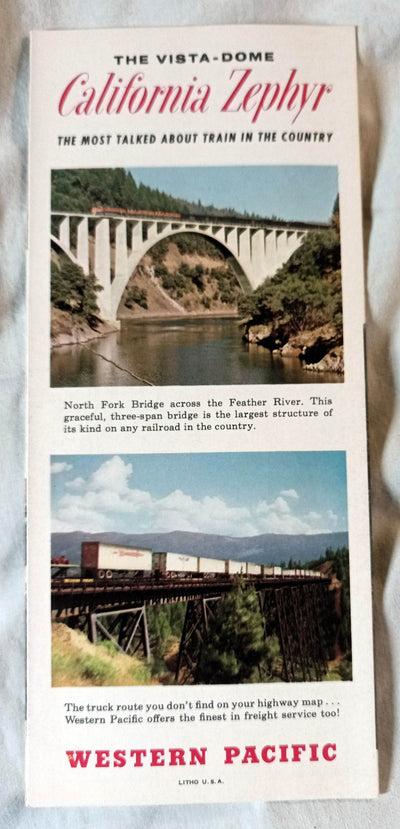 THE VISTA-DOME
California Zephyr
THE MOST TALKED ABOUT TRAIN IN THE COUNTRY
North Fork Bridge across the Feather River. This
graceful, three-span bridge is the largest structure of
its kind on any railroad in the country.
The truck route you don't find on your highway map...
Western Pacific offers the finest in freight service too!
WESTERN PACIFIC
LITHO U.S.A.